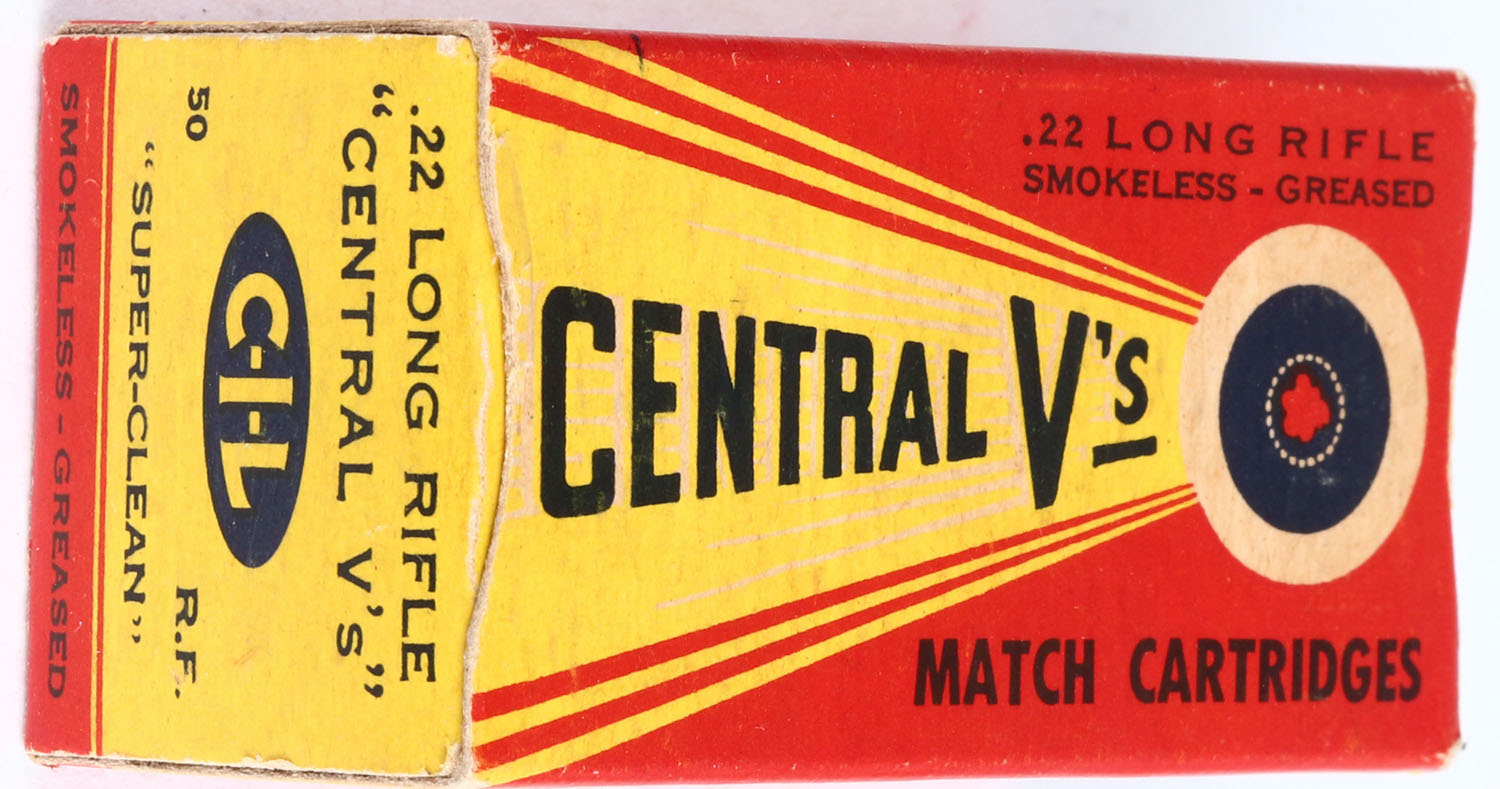 .22 LONG RIFLE
SMOKELESS - GREASED
CENTRAL V's
MATCH CARTRIDGES
.22 LONG RIFLE
"CENTRAL V's"
C-I-L
50 R.F.
"SUPER-CLEAN"
SMOKELESS - GREASED